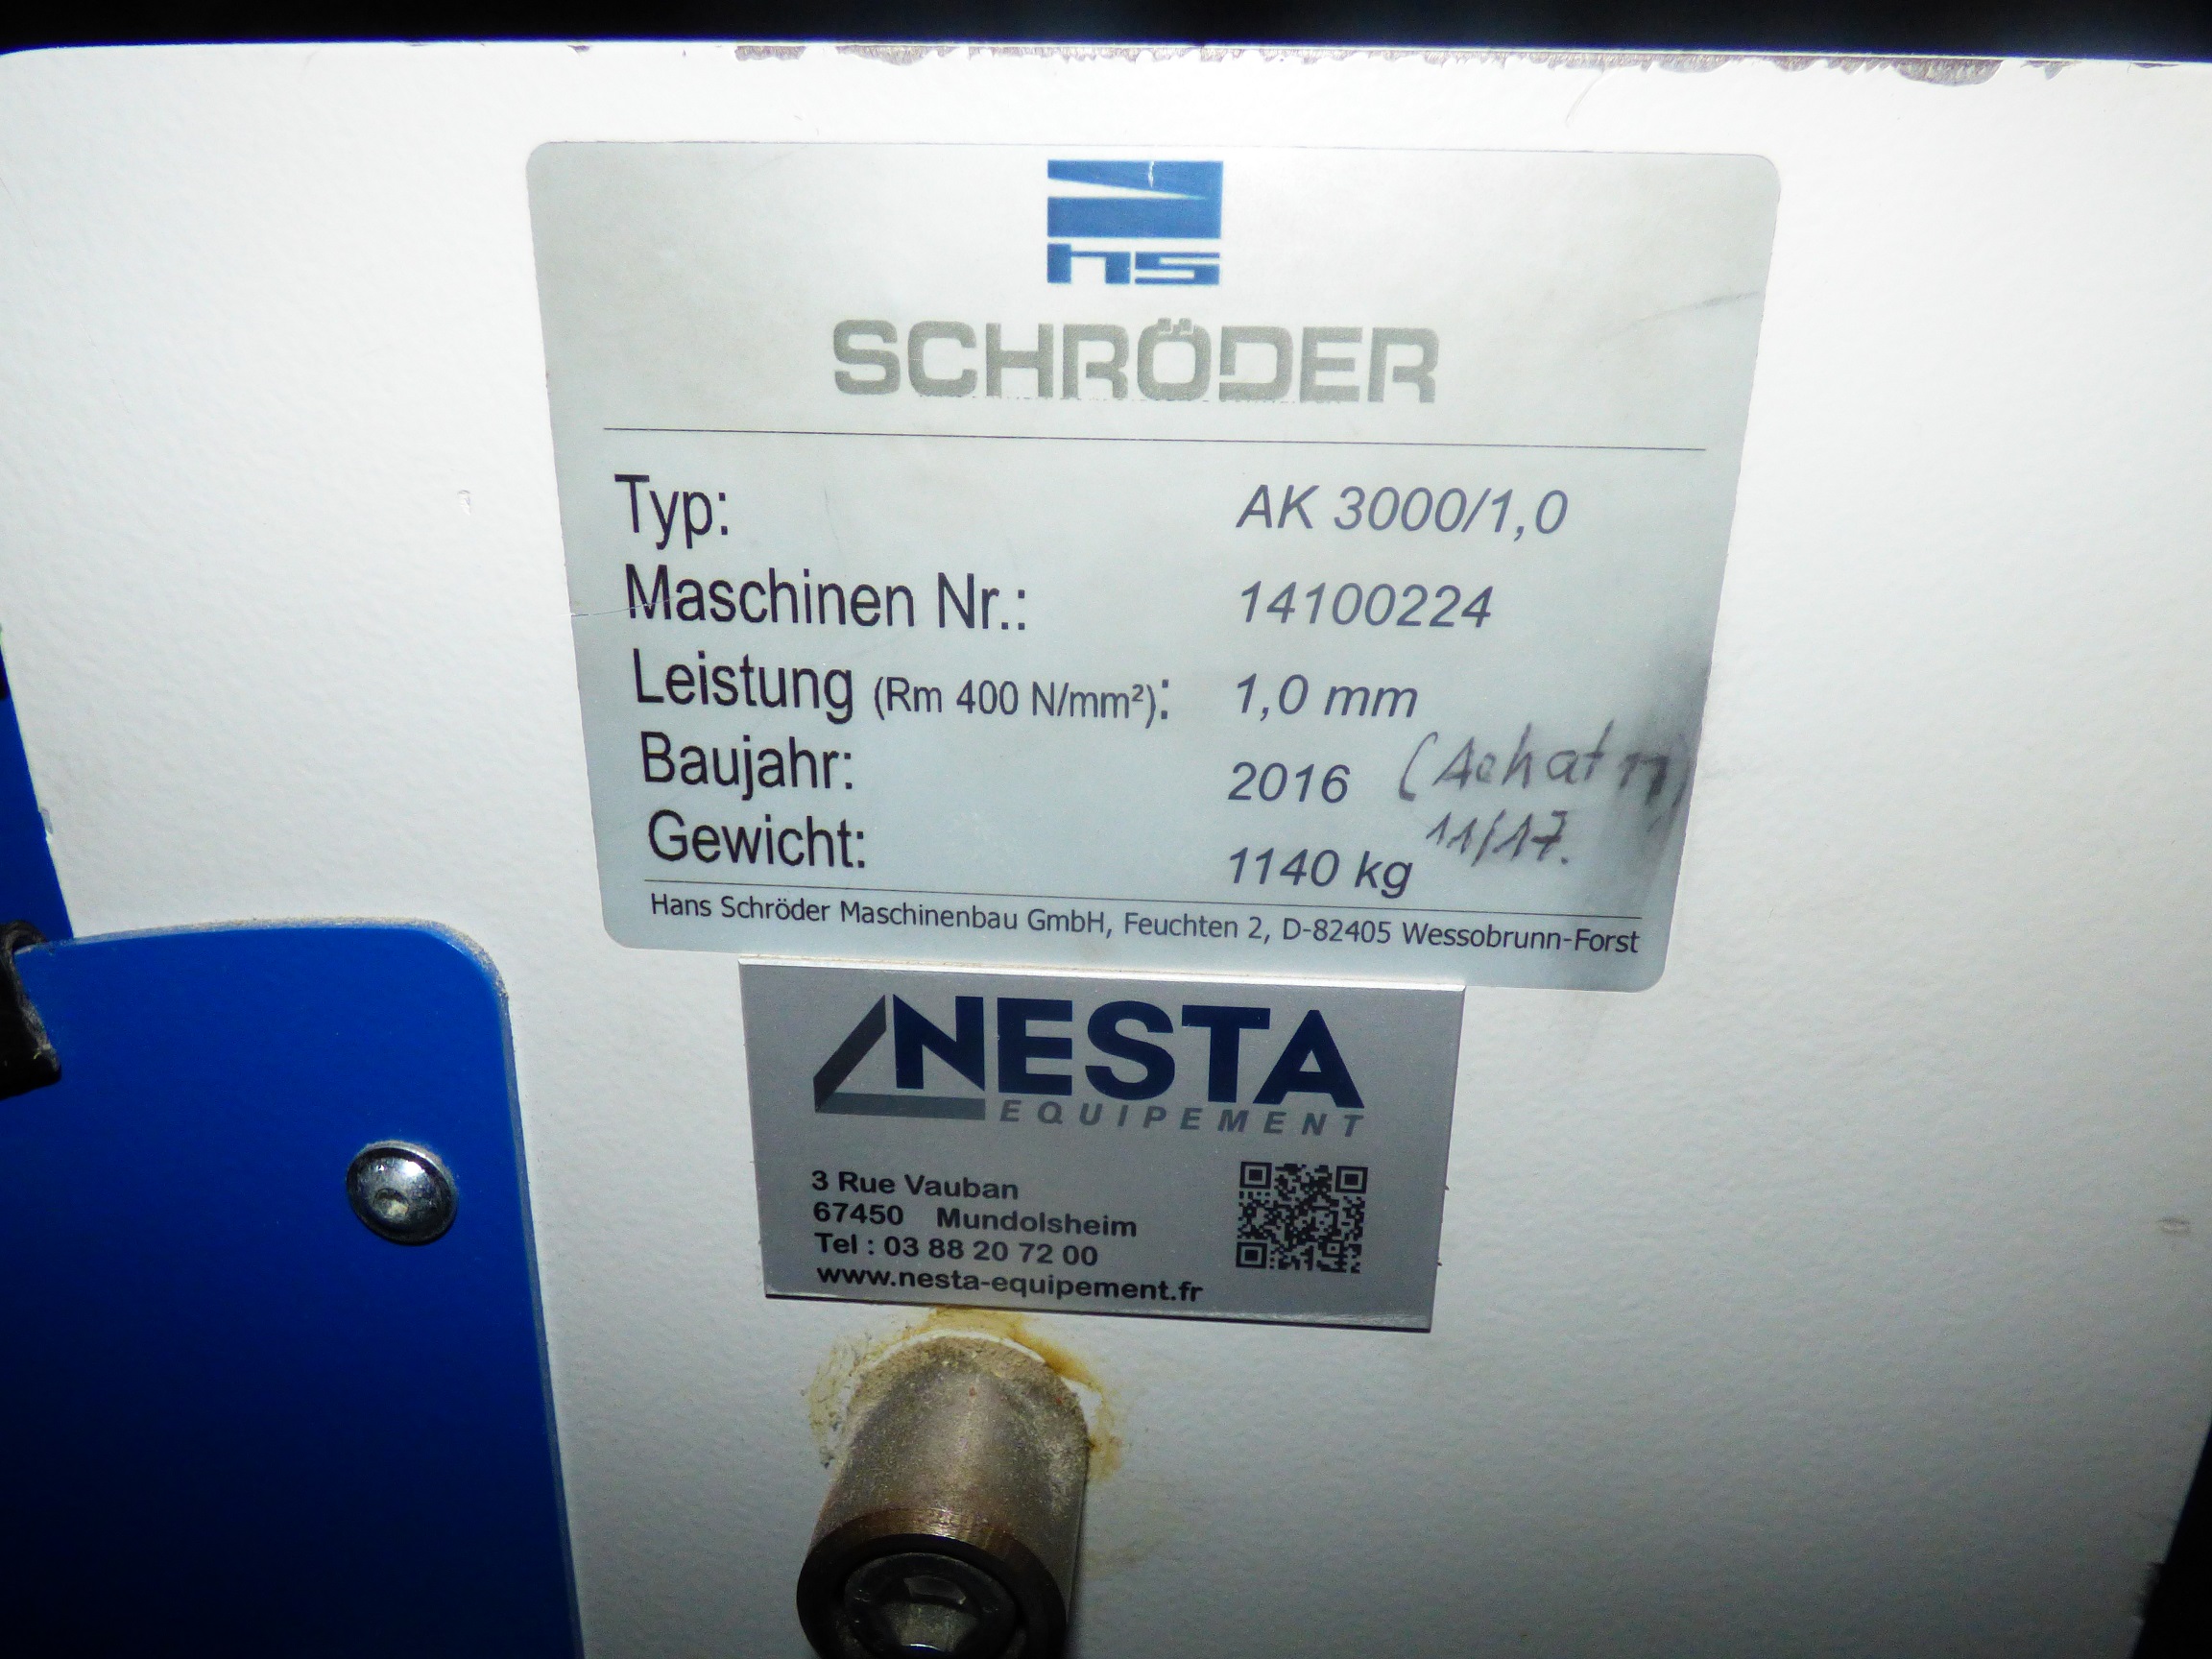 hs
SCHRÖDER
Typ: AK 3000/1,0
Maschinen Nr.: 14100224
Leistung (Rm 400 N/mm²): 1,0 mm
Baujahr: 2016 (Achat
11/17.
Gewicht: 1140 kg
Hans Schröder Maschinenbau GmbH, Feuchten 2, D-82405 Wessobrunn-Forst
NESTA
EQUIPEMENT
3 Rue Vauban
67450 Mundolsheim
Tel : 03 88 20 72 00
www.nesta-equipement.fr